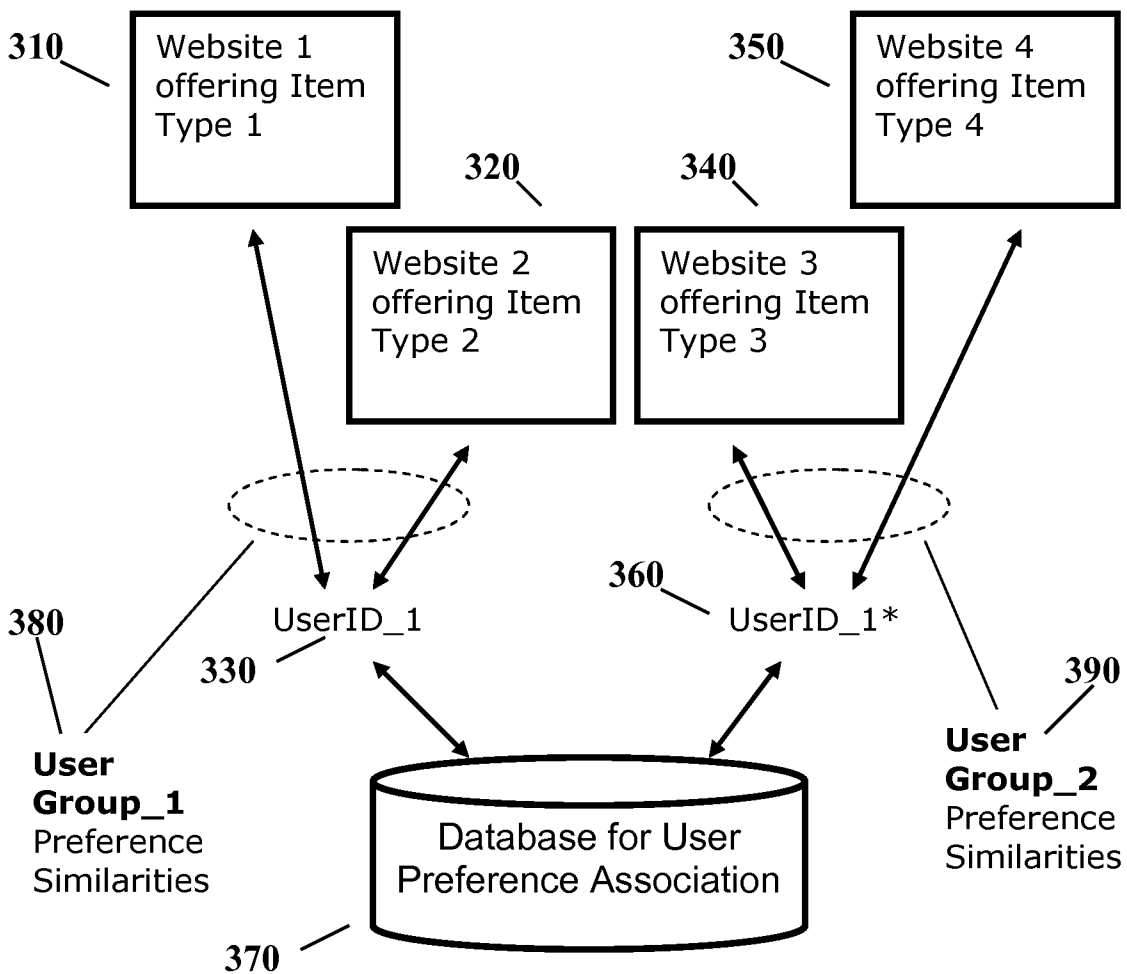 310
Website 1
offering Item
Type 1
350
Website 4
offering Item
Type 4
320
Website 2
offering Item
Type 2
340
Website 3
offering Item
Type 3
360
UserID_1
330
UserID_1*
380
User
Group_1
Preference
Similarities
390
User
Group_2
Preference
Similarities
Database for User
Preference Association
370